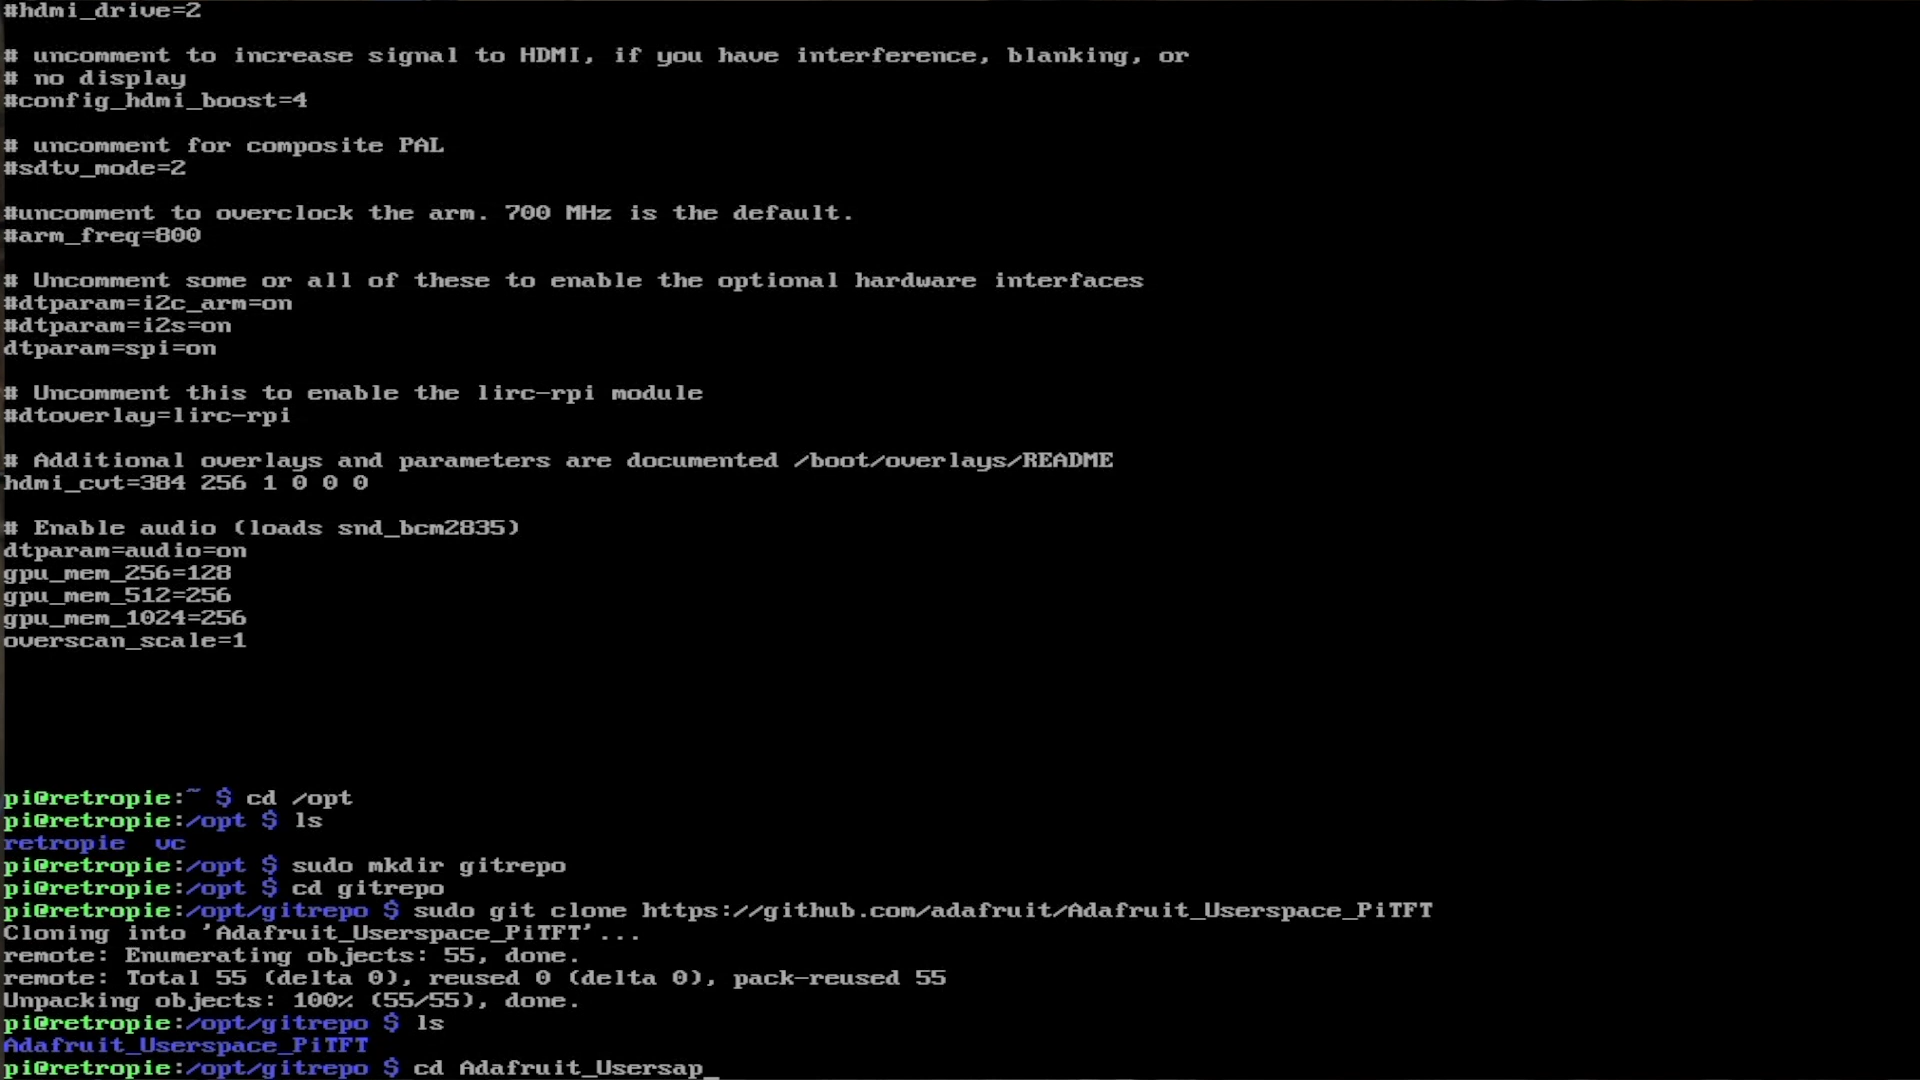 #hdmi_drive=2
# uncomment to increase signal to HDMI, if you have interference, blanking, or
# no display
#config_hdmi_boost=4
# uncomment for composite PAL
#sdtv_mode=2
#uncomment to overclock the arm. 700 MHz is the default.
#arm_freq=800
# Uncomment some or all of these to enable the optional hardware interfaces
#dtparam=i2c_arm=on
#dtparam=i2s=on
dtparam=spi=on
# Uncomment this to enable the lirc-rpi module
#dtoverlay=lirc-rpi
# Additional overlays and parameters are documented /boot/overlays/README
hdmi_cvt=384 256 1 0 0 0
# Enable audio (loads snd_bcm2835)
dtparam=audio=on
gpu_mem_256=128
gpu_mem_512=256
gpu_mem_1024=256
overscan_scale=1
pi@retropie:~ $ cd /opt
pi@retropie:/opt $ ls
retropie  vc
pi@retropie:/opt $ sudo mkdir gitrepo
pi@retropie:/opt $ cd gitrepo
pi@retropie:/opt/gitrepo $ sudo git clone https://github.com/adafruit/Adafruit_Userspace_PiTFT
Cloning into 'Adafruit_Userspace_PiTFT'...
remote: Enumerating objects: 55, done.
remote: Total 55 (delta 0), reused 0 (delta 0), pack-reused 55
Unpacking objects: 100% (55/55), done.
pi@retropie:/opt/gitrepo $ ls
Adafruit_Userspace_PiTFT
pi@retropie:/opt/gitrepo $ cd Adafruit_Usersap_